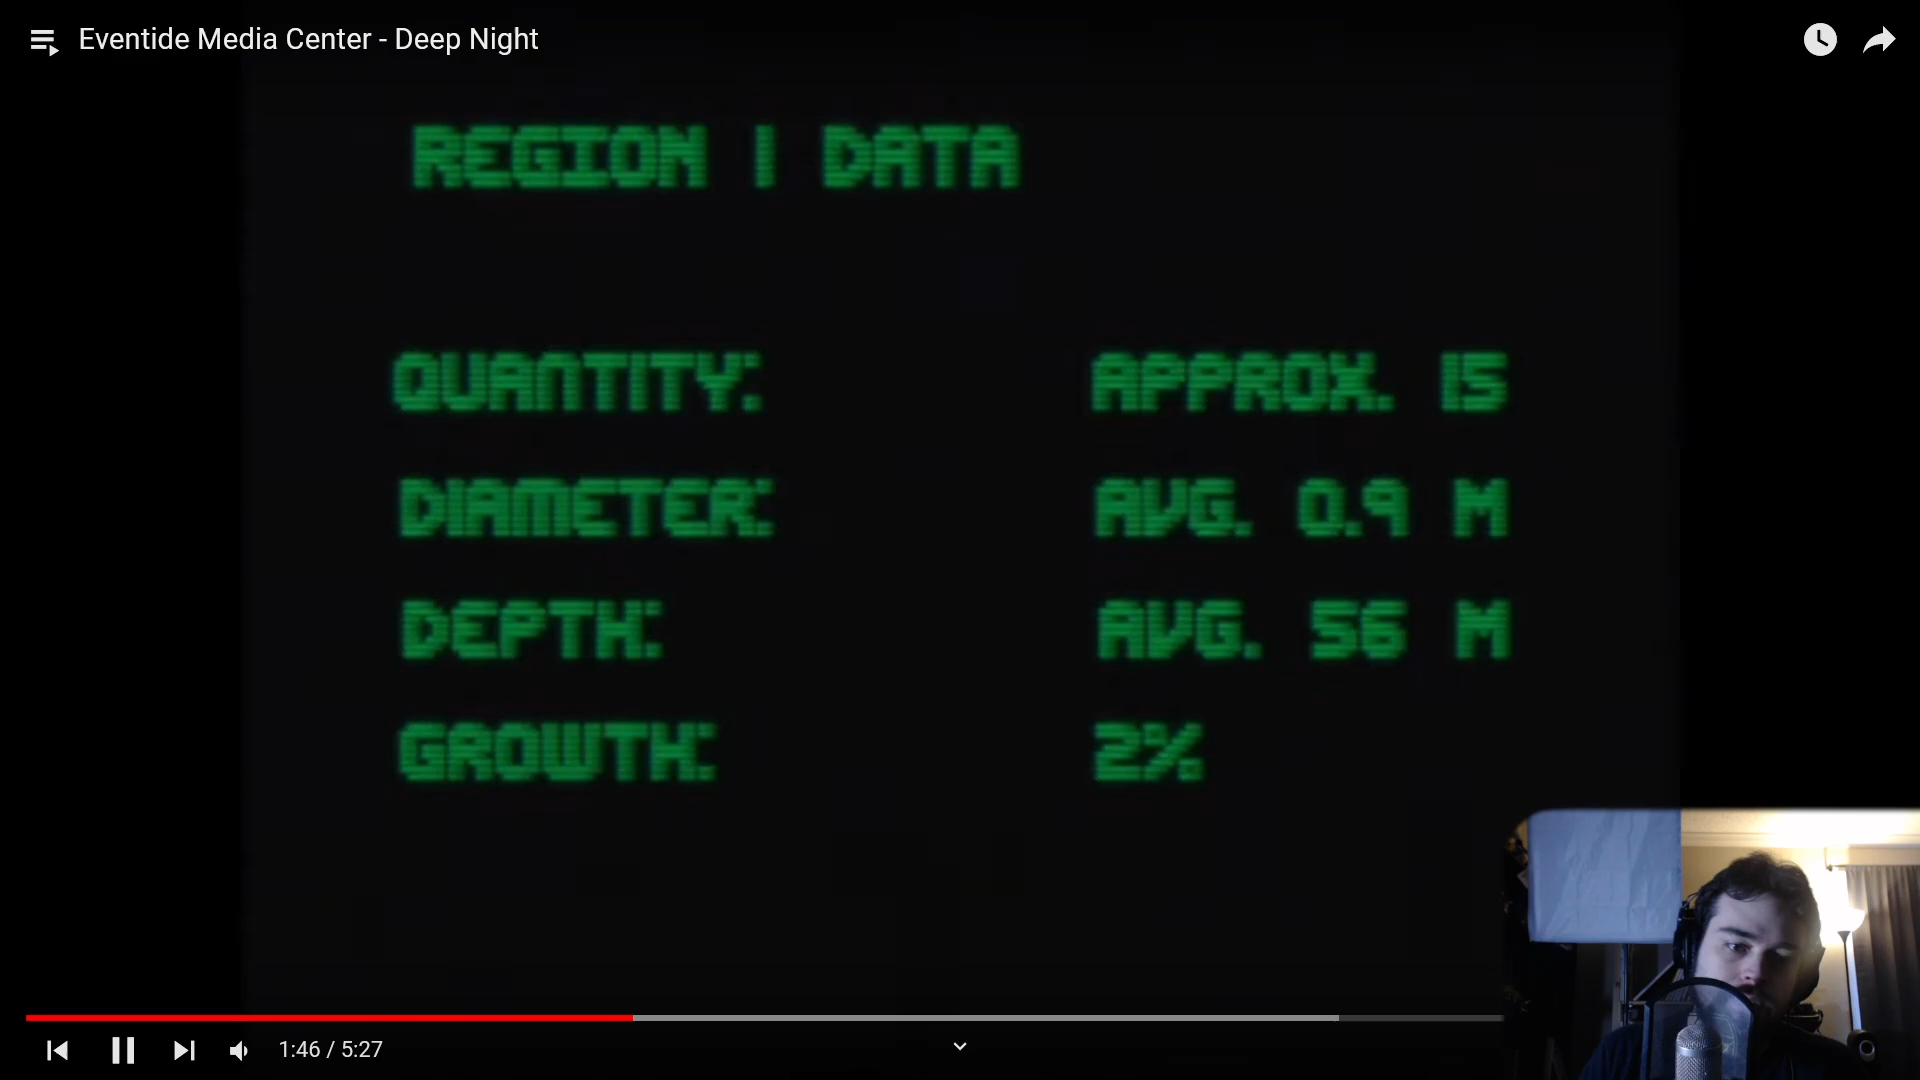 Eventide Media Center - Deep Night
REGION 1 DATA
QUANTITY: APPROX. 15
DIAMETER: AVG. 0.9 M
DEPTH: AVG. 56 M
GROWTH: 2%
1:46 / 5:27